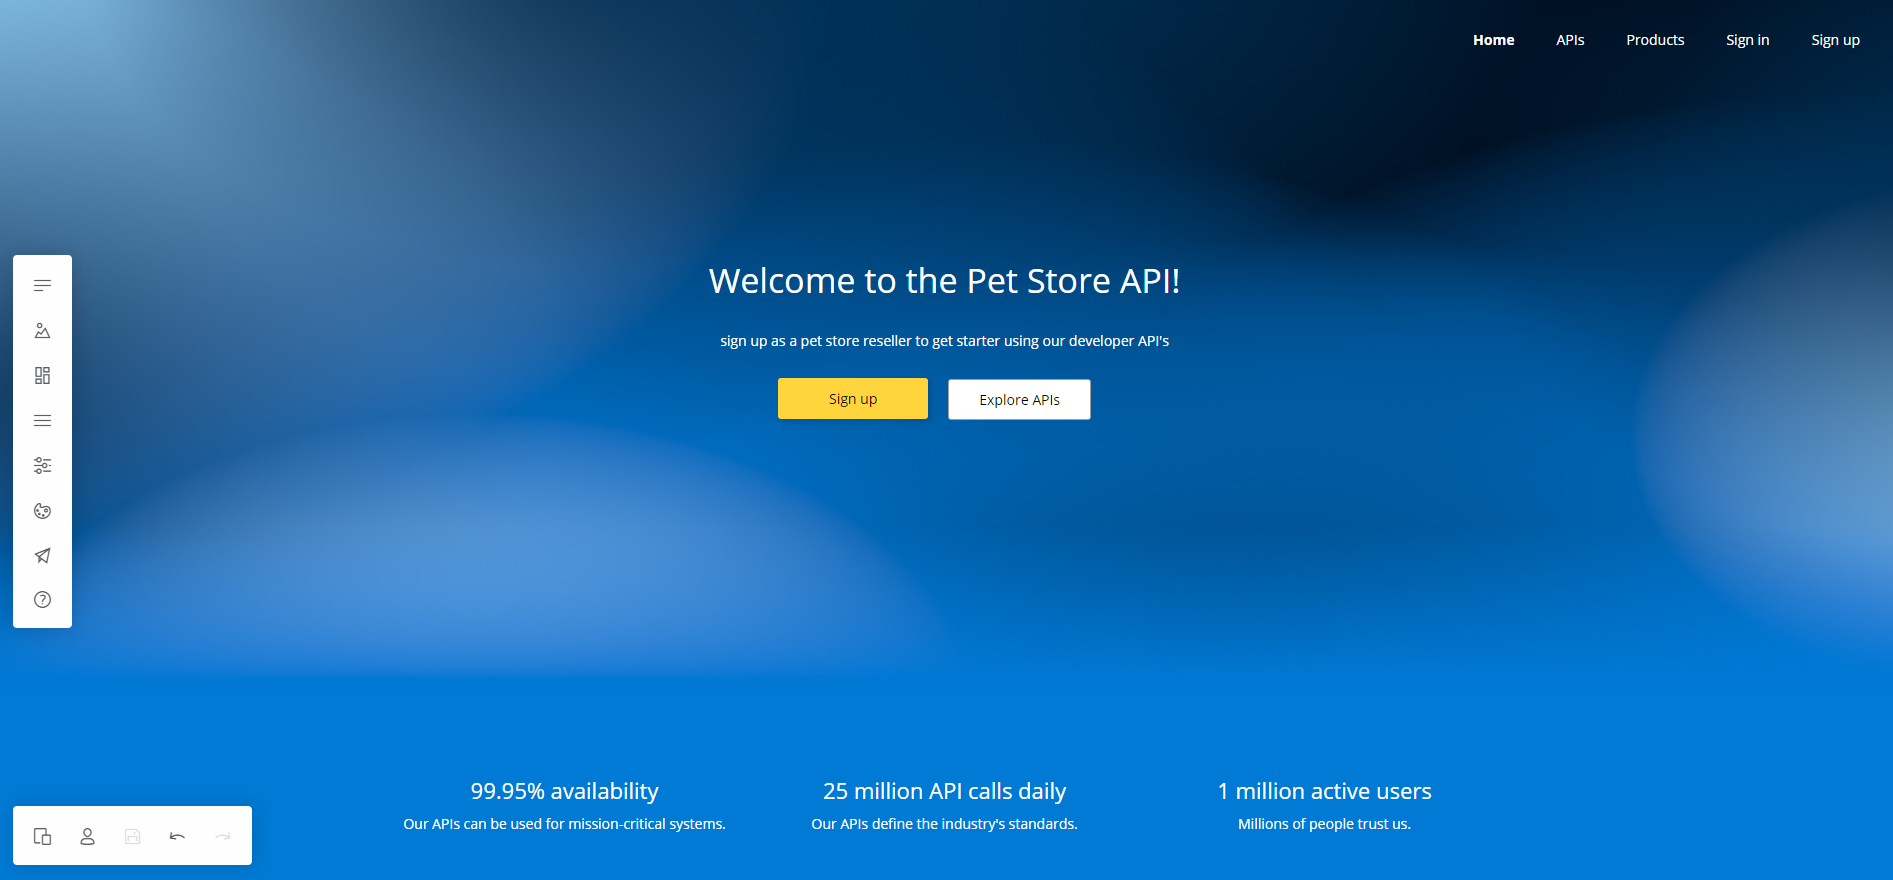 Home APIs Products Sign in Sign up
Welcome to the Pet Store API!
sign up as a pet store reseller to get starter using our developer API's
Sign up Explore APIs
99.95% availability
Our APIs can be used for mission-critical systems.
25 million API calls daily
Our APIs define the industry's standards.
1 million active users
Millions of people trust us.